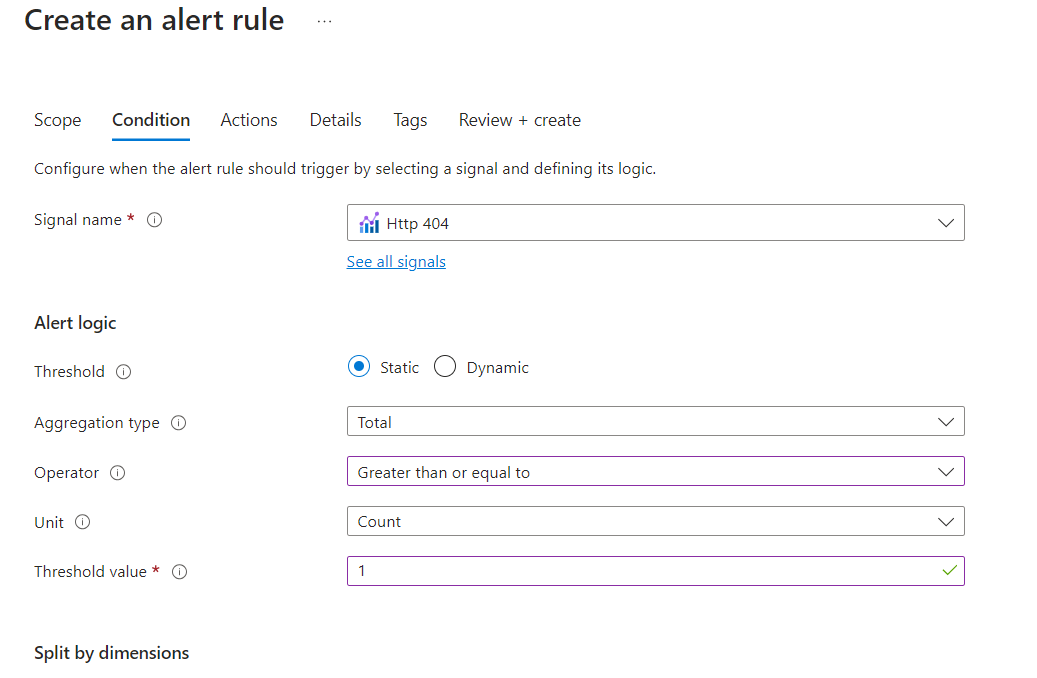 Create an alert rule ...
Scope Condition Actions Details Tags Review + create
Configure when the alert rule should trigger by selecting a signal and defining its logic.
Signal name * Http 404
See all signals
Alert logic
Threshold Static Dynamic
Aggregation type Total
Operator Greater than or equal to
Unit Count
Threshold value * 1
Split by dimensions